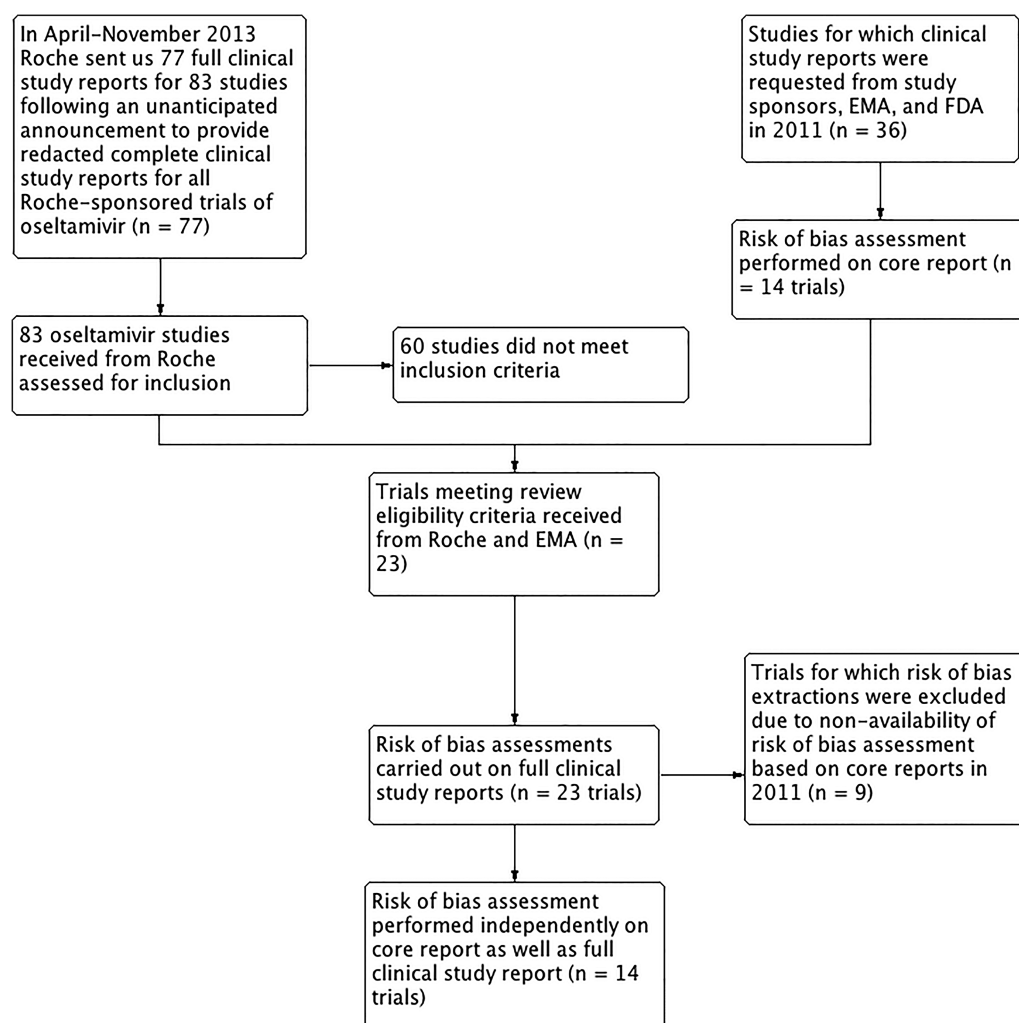 In April–November 2013
Roche sent us 77 full clinical
study reports for 83 studies
following an unanticipated
announcement to provide
redacted complete clinical
study reports for all
Roche–sponsored trials of
oseltamivir (n = 77)
Studies for which clinical
study reports were
requested from study
sponsors, EMA, and FDA
in 2011 (n = 36)
Risk of bias assessment
performed on core report (n
= 14 trials)
83 oseltamivir studies
received from Roche
assessed for inclusion
60 studies did not meet
inclusion criteria
Trials meeting review
eligibility criteria received
from Roche and EMA (n =
23)
Risk of bias assessments
carried out on full clinical
study reports (n = 23 trials)
Trials for which risk of bias
extractions were excluded
due to non–availability of
risk of bias assessment
based on core reports in
2011 (n = 9)
Risk of bias assessment
performed independently on
core report as well as full
clinical study report (n = 14
trials)